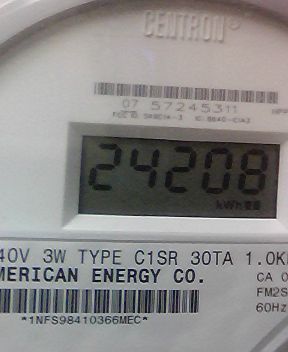 CENTRON®
07 57245311
24208
kWh
40V 3W TYPE C1SR 30TA 1.0K
MERICAN ENERGY CO.
CA 0
FM2S
60Hz
*1NFS98410366MEC*